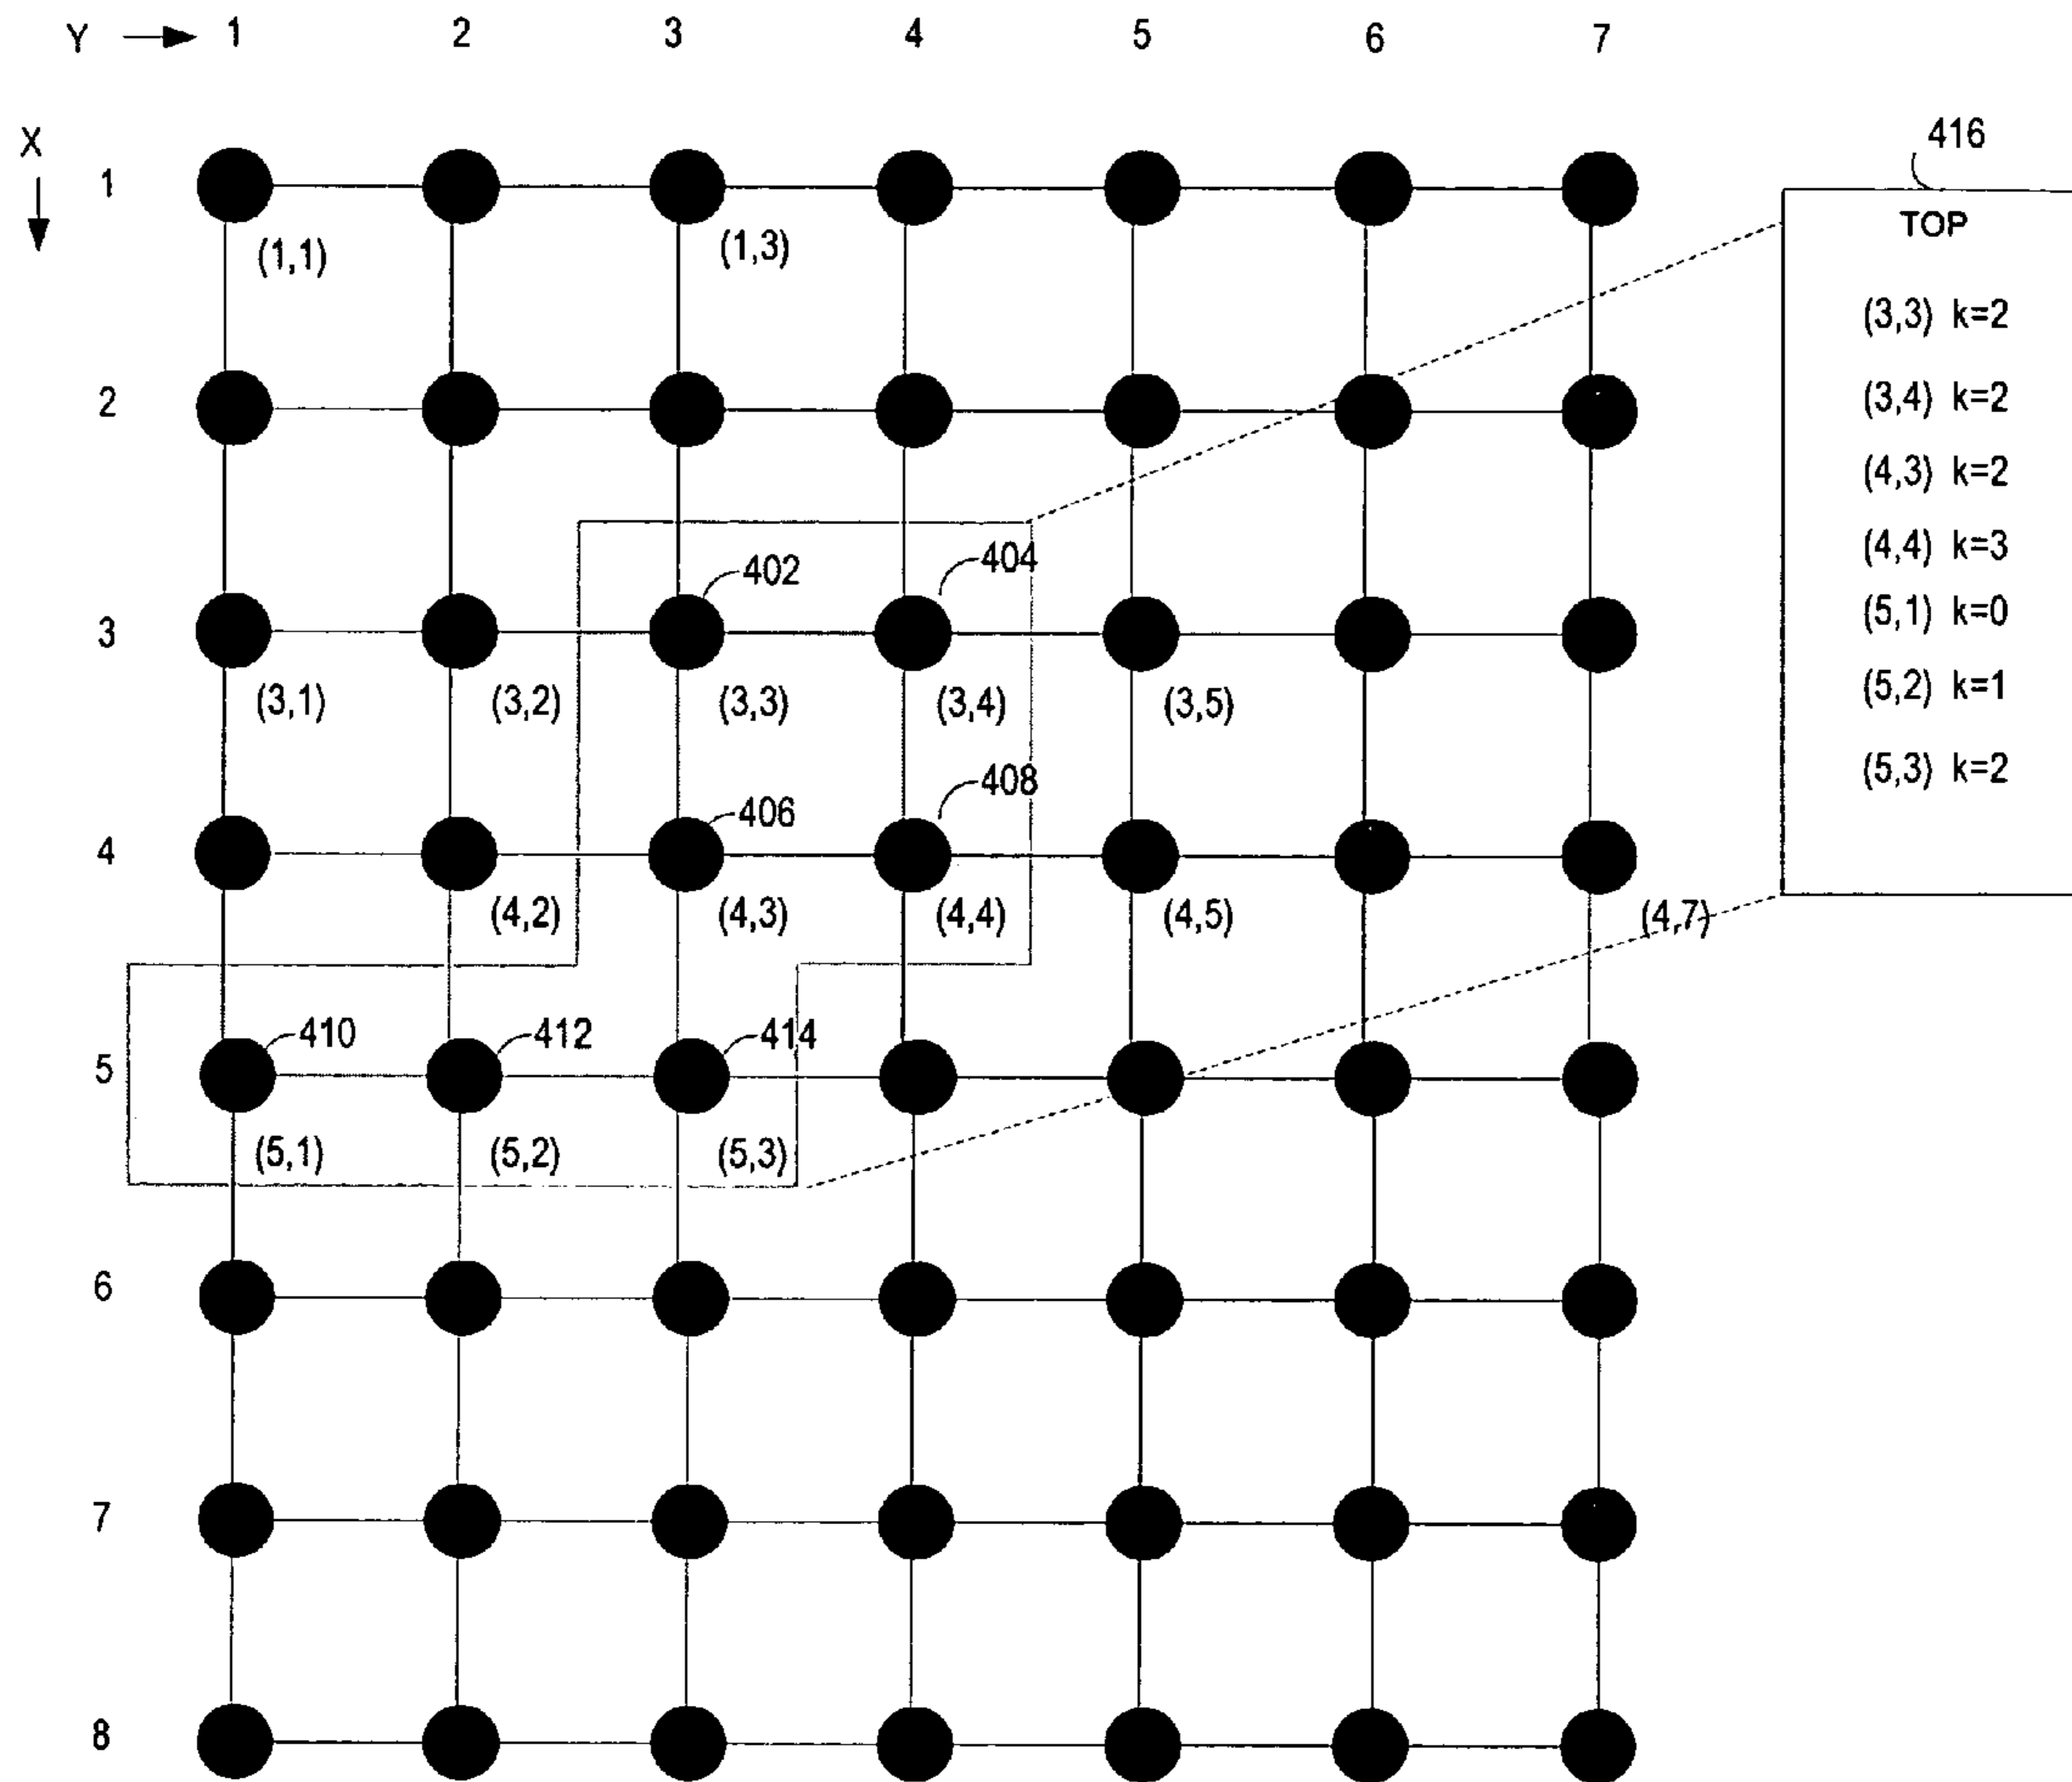 Y 1 2 3 4 5 6 7
X
416
1
TOP
(1,1) (1,3)
(3,3) k=2
2
(3,4) k=2
(4,3) k=2
402 404
(4,4) k=3
(5,1) k=0
3
(5,2) k=1
(3,1) (3,2) (3,3) (3,4) (3,5)
(5,3) k=2
406 408
4
(4,2) (4,3) (4,4) (4,5) (4,7)
410 412 414
5
(5,1) (5,2) (5,3)
6
7
8